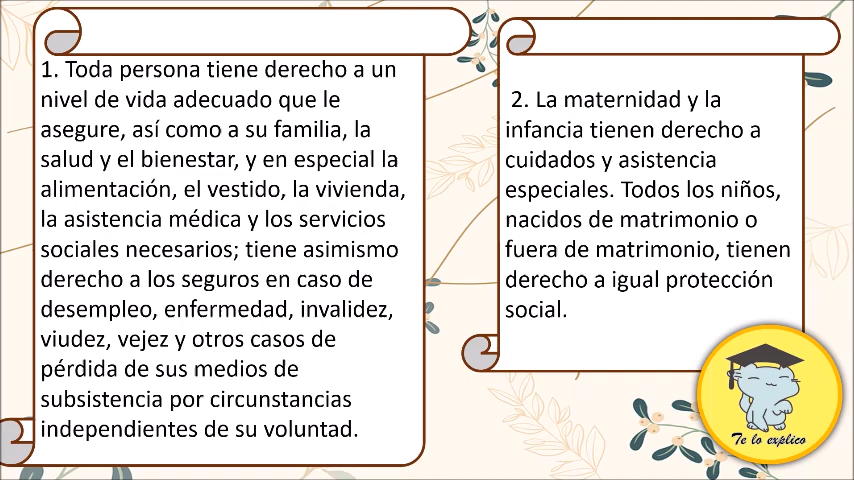 1. Toda persona tiene derecho a un
nivel de vida adecuado que le
asegure, así como a su familia, la
salud y el bienestar, y en especial la
alimentación, el vestido, la vivienda,
la asistencia médica y los servicios
sociales necesarios; tiene asimismo
derecho a los seguros en caso de
desempleo, enfermedad, invalidez,
viudez, vejez y otros casos de
pérdida de sus medios de
subsistencia por circunstancias
independientes de su voluntad.
2. La maternidad y la
infancia tienen derecho a
cuidados y asistencia
especiales. Todos los niños,
nacidos de matrimonio o
fuera de matrimonio, tienen
derecho a igual protección
social.
Te lo explico